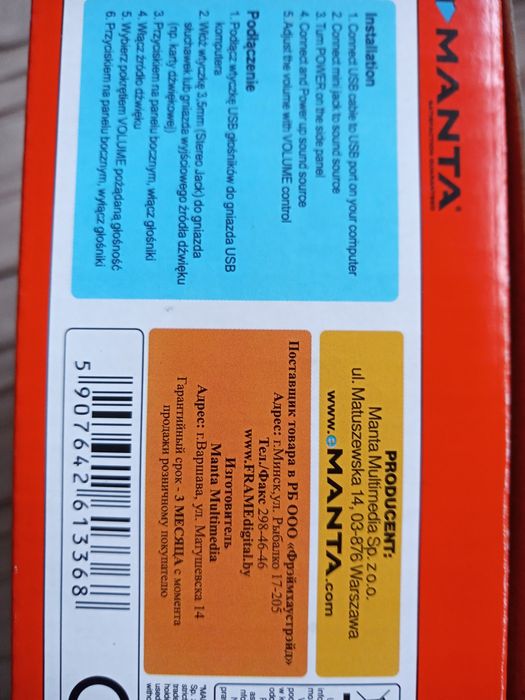 MANTA®
SATISFACTION GUARANTEED
Installation
1. Connect USB cable to USB port on your computer
2. Connect mini jack to sound source
3. Turn POWER on the side panel
4. Connect and Power up sound source
5. Adjust the volume with VOLUME control
Podłączenie
1. Podłącz wtyczkę USB głośników do gniazda USB
komputera
2. Włóż wtyczkę 3,5mm (Stereo Jack) do gniazda
słuchawek lub gniazda wyjściowego źródła dźwięku
(np. karty dźwiękowej)
3. Przyciskiem na panelu bocznym, włącz głośniki
4. Włącz źródło dźwięku
5. Wybierz pokrętłem VOLUME pożądaną głośność
6. Przyciskiem na panelu bocznym, wyłącz głośniki
PRODUCENT:
Manta Multimedia Sp. z o.o.
ul. Matuszewska 14, 03-876 Warszawa
www.eMANTA.com
Поставщик товара в РБ ООО «Фрэймхаустрэйд»
Адрес: г.Минск,ул. Рыбалко 17-205
Тел./Факс 298-46-46
www.FRAMEdigital.by
Изготовитель
Manta Multimedia
Адрес: г.Варшава, ул. Матушевска 14
Гарантийный срок - 3 МЕСЯЦА с момента
продажи розничному покупателю
5 907642 613368